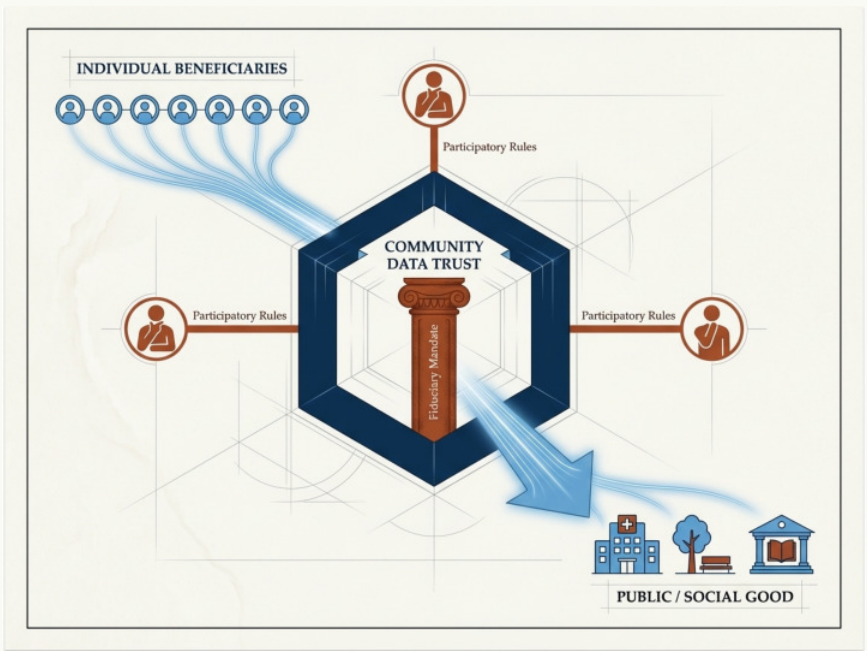 INDIVIDUAL BENEFICIARIES
Participatory Rules
COMMUNITY
DATA TRUST
Participatory Rules
Participatory Rules
Fiduciary Mandate
PUBLIC / SOCIAL GOOD